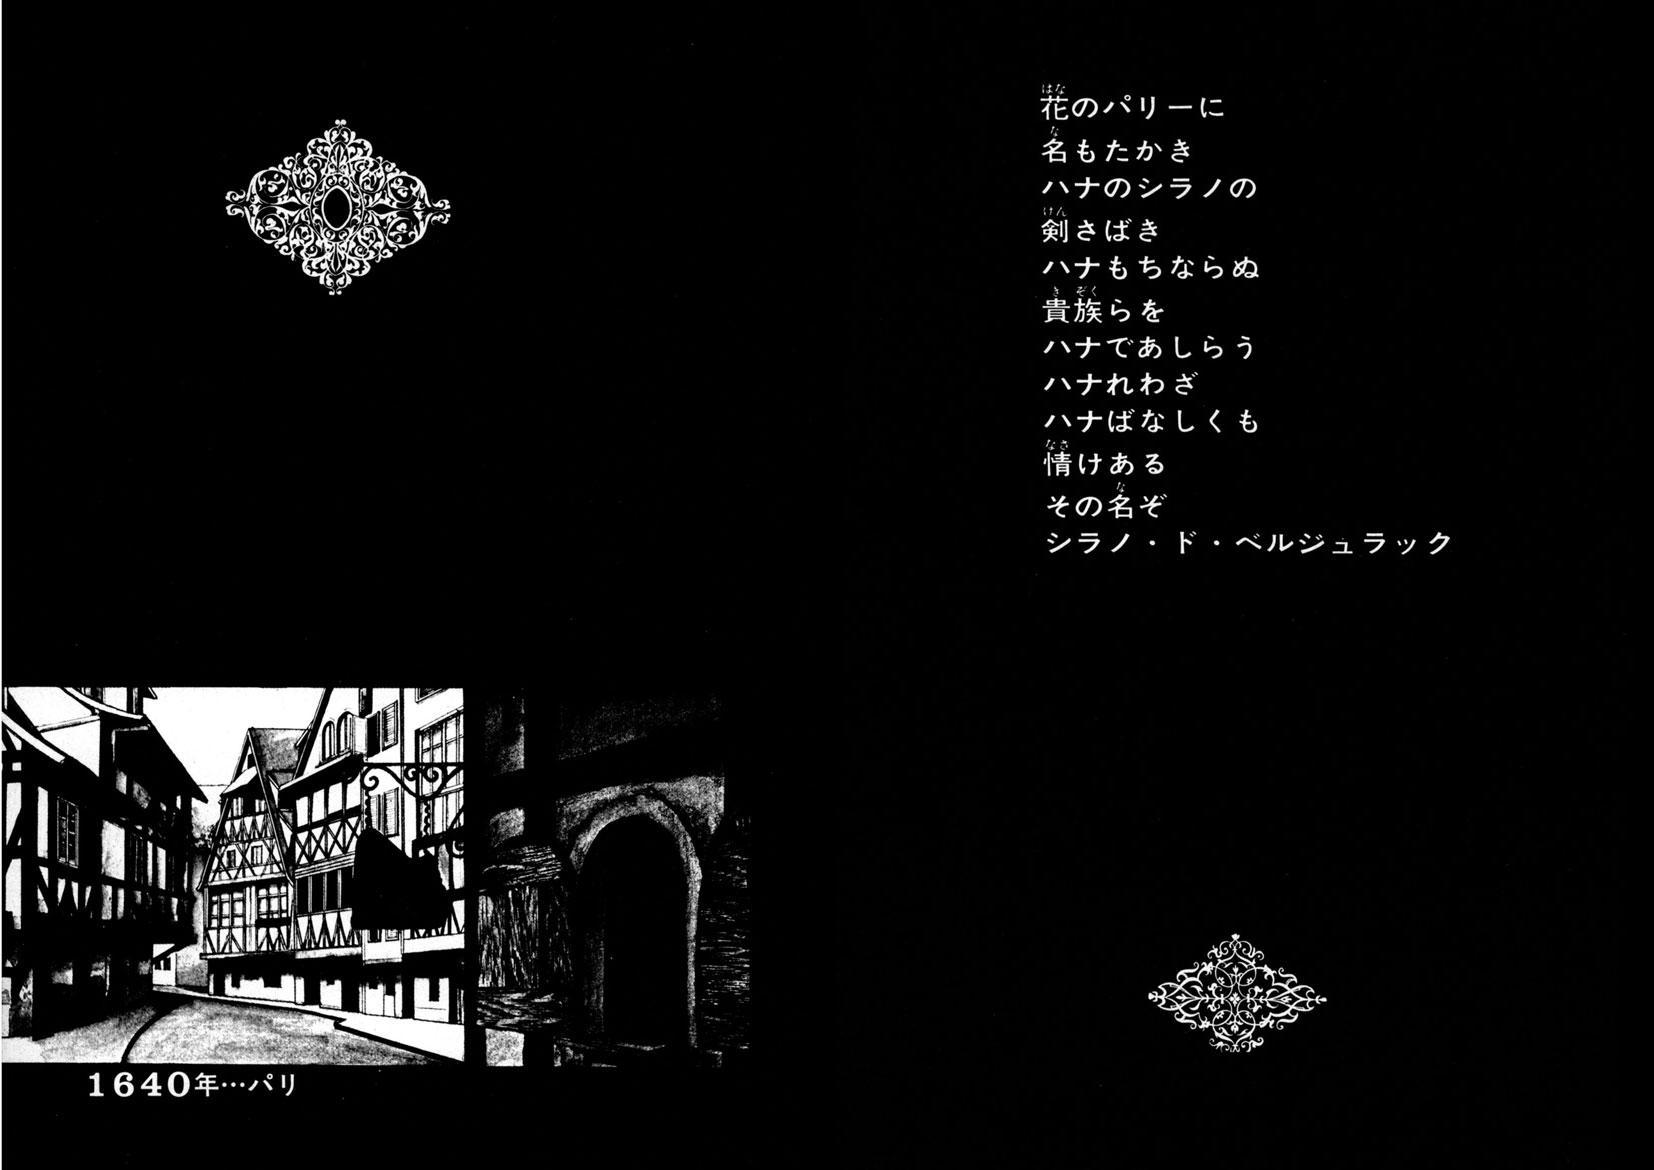 花のパリーに
名もたかき
ハナのシラノの
剣さばき
ハナもちならぬ
貴族らを
ハナであしらう
ハナれわざ
ハナばなしくも
情けある
その名ぞ
シラノ・ド・ベルジュラック
1640年…パリ